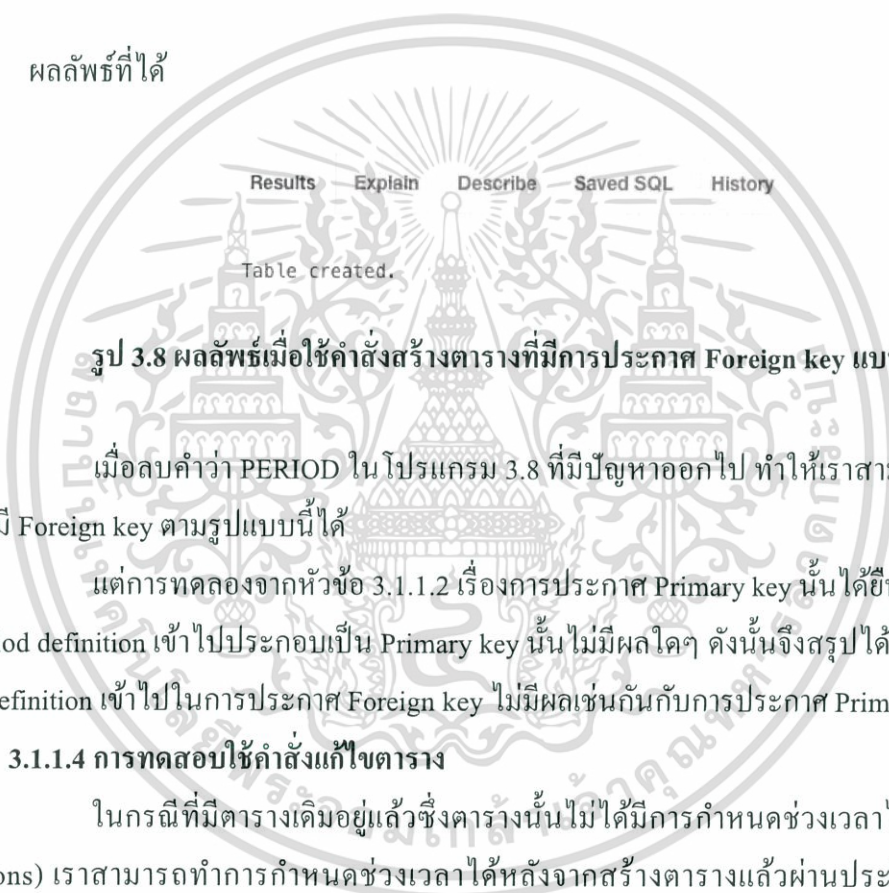 ผลลัพธ์ที่ได้
Results Explain Describe Saved SQL History
Table created.
รูป 3.8 ผลลัพธ์เมื่อใช้คำสั่งสร้างตารางที่มีการประกาศ Foreign key แบ
เมื่อลบคำว่า PERIOD ในโปรแกรม 3.8 ที่มีปัญหาออกไป ทำให้เราสาม
มี Foreign key ตามรูปแบบนี้ได้
แต่การทดลองจากหัวข้อ 3.1.1.2 เรื่องการประกาศ Primary key นั้นได้ยืน
od definition เข้าไปประกอบเป็น Primary key นั้นไม่มีผลใดๆ ดังนั้นจึงสรุปได้
efinition เข้าไปในการประกาศ Foreign key ไม่มีผลเช่นกันกับการประกาศ Prim
3.1.1.4 การทดสอบใช้คำสั่งแก้ไขตาราง
ในกรณีที่มีตารางเดิมอยู่แล้วซึ่งตารางนั้นไม่ได้มีการกำหนดช่วงเวลาไ
ons) เราสามารถทำการกำหนดช่วงเวลาได้หลังจากสร้างตารางแล้วผ่านประ